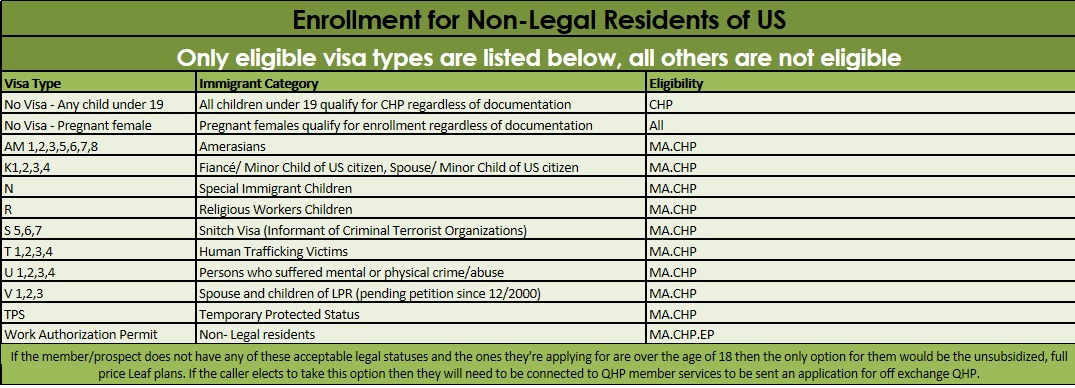 Enrollment for Non-Legal Residents of US
Only eligible visa types are listed below, all others are not eligible
Visa Type Immigrant Category Eligibility
No Visa - Any child under 19 All children under 19 qualify for CHP regardless of documentation CHP
No Visa - Pregnant female Pregnant females qualify for enrollment regardless of documentation All
AM 1,2,3,5,6,7,8 Amerasians MA.CHP
K1,2,3,4 Fiancé/ Minor Child of US citizen, Spouse/ Minor Child of US citizen MA.CHP
N Special Immigrant Children MA.CHP
R Religious Workers Children MA.CHP
S 5,6,7 Snitch Visa (Informant of Criminal Terrorist Organizations) MA.CHP
T 1,2,3,4 Human Trafficking Victims MA.CHP
U 1,2,3,4 Persons who suffered mental or physical crime/abuse MA.CHP
V 1,2,3 Spouse and children of LPR (pending petition since 12/2000) MA.CHP
TPS Temporary Protected Status MA.CHP
Work Authorization Permit Non- Legal residents MA.CHP.EP
If the member/prospect does not have any of these acceptable legal statuses and the ones they're applying for are over the age of 18 then the only option for them would be the unsubsidized, full
price Leaf plans. If the caller elects to take this option then they will need to be connected to QHP member services to be sent an application for off exchange QHP.